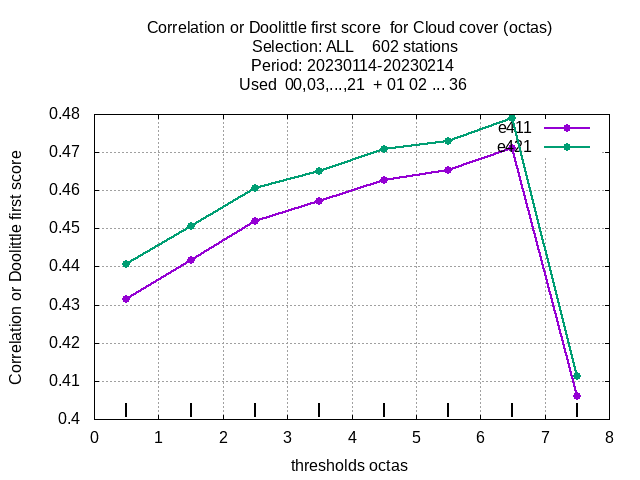 Correlation or Doolittle first score  for Cloud cover (octas)
Selection: ALL    602 stations
Period: 20230114-20230214
Used  00,03,...,21  + 01 02 ... 36
Correlation or Doolittle first score
0.48
0.47
0.46
0.45
0.44
0.43
0.42
0.41
0.4
e411
e421
0 1 2 3 4 5 6 7 8
thresholds octas